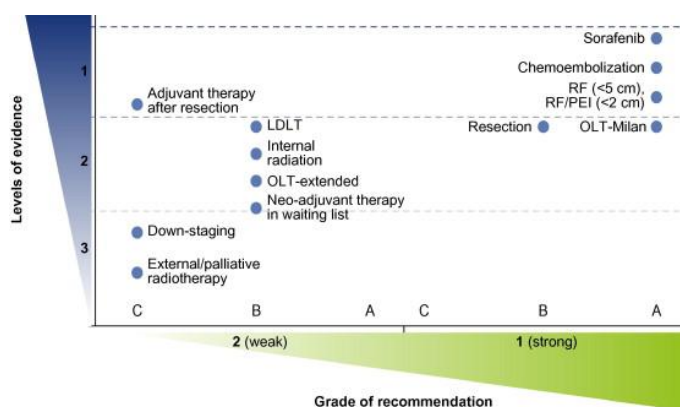 Sorafenib
1
Chemoembolization
Adjuvant therapy
after resection
RF (<5 cm),
RF/PEI (<2 cm)
Levels of evidence
LDLT
Resection
OLT-Milan
2
Internal
radiation
OLT-extended
Neo-adjuvant therapy
in waiting list
Down-staging
3
External/palliative
radiotherapy
C B A C B A
2 (weak) 1 (strong)
Grade of recommendation